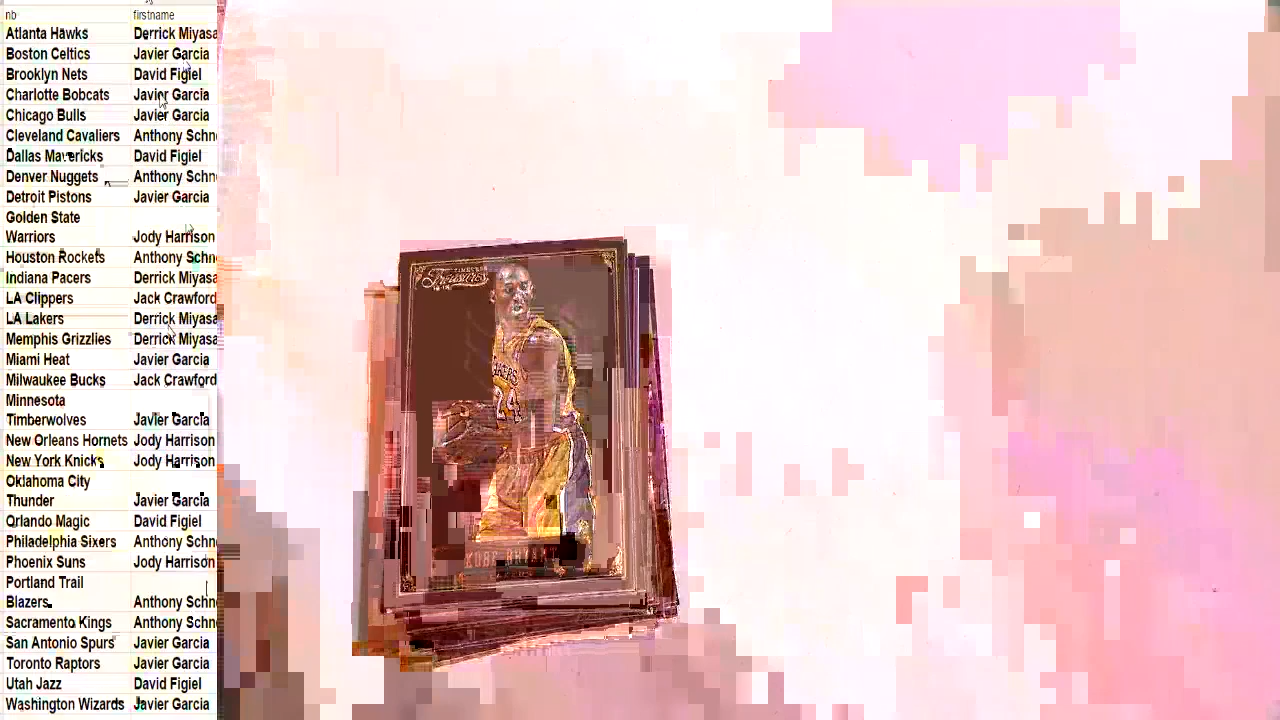 nb firstname
Atlanta Hawks Derrick Miyasa
Boston Celtics Javier Garcia
Brooklyn Nets David Figiel
Charlotte Bobcats Javier Garcia
Chicago Bulls Javier Garcia
Cleveland Cavaliers Anthony Schn
Dallas Mavericks David Figiel
Denver Nuggets Anthony Schn
Detroit Pistons Javier Garcia
Golden State
Warriors Jody Harrison
Houston Rockets Anthony Schn
Indiana Pacers Derrick Miyasa
LA Clippers Jack Crawford
LA Lakers Derrick Miyasa
Memphis Grizzlies Derrick Miyasa
Miami Heat Javier Garcia
Milwaukee Bucks Jack Crawford
Minnesota
Timberwolves Javier Garcia
New Orleans Hornets Jody Harrison
New York Knicks Jody Harrison
Oklahoma City
Thunder Javier Garcia
Orlando Magic David Figiel
Philadelphia Sixers Anthony Schn
Phoenix Suns Jody Harrison
Portland Trail
Blazers Anthony Schn
Sacramento Kings Anthony Schn
San Antonio Spurs Javier Garcia
Toronto Raptors Javier Garcia
Utah Jazz David Figiel
Washington Wizards Javier Garcia
Treasures
24
KOBE BRYANT